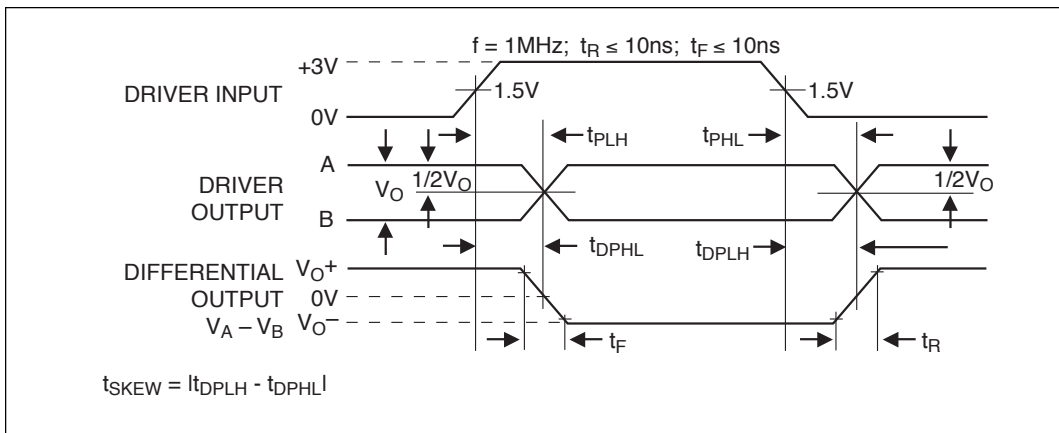 f = 1MHz; tR ≤ 10ns; tF ≤ 10ns
+3V
DRIVER INPUT
1.5V
1.5V
0V
tPLH
tPHL
A
DRIVER
OUTPUT
VO
1/2VO
1/2VO
B
tDPHL
tDPLH
DIFFERENTIAL
OUTPUT
VA – VB
VO+
0V
VO–
tF
tR
tSKEW = |tDPLH - tDPHL|